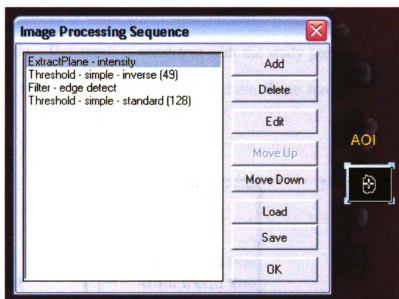 Image Processing Sequence
ExtractPlane - intensity
Threshold - simple - inverse (49)
Filter - edge detect
Threshold - simple - standard (128)
Add
Delete
Edit
Move Up
Move Down
Load
Save
OK
AOI